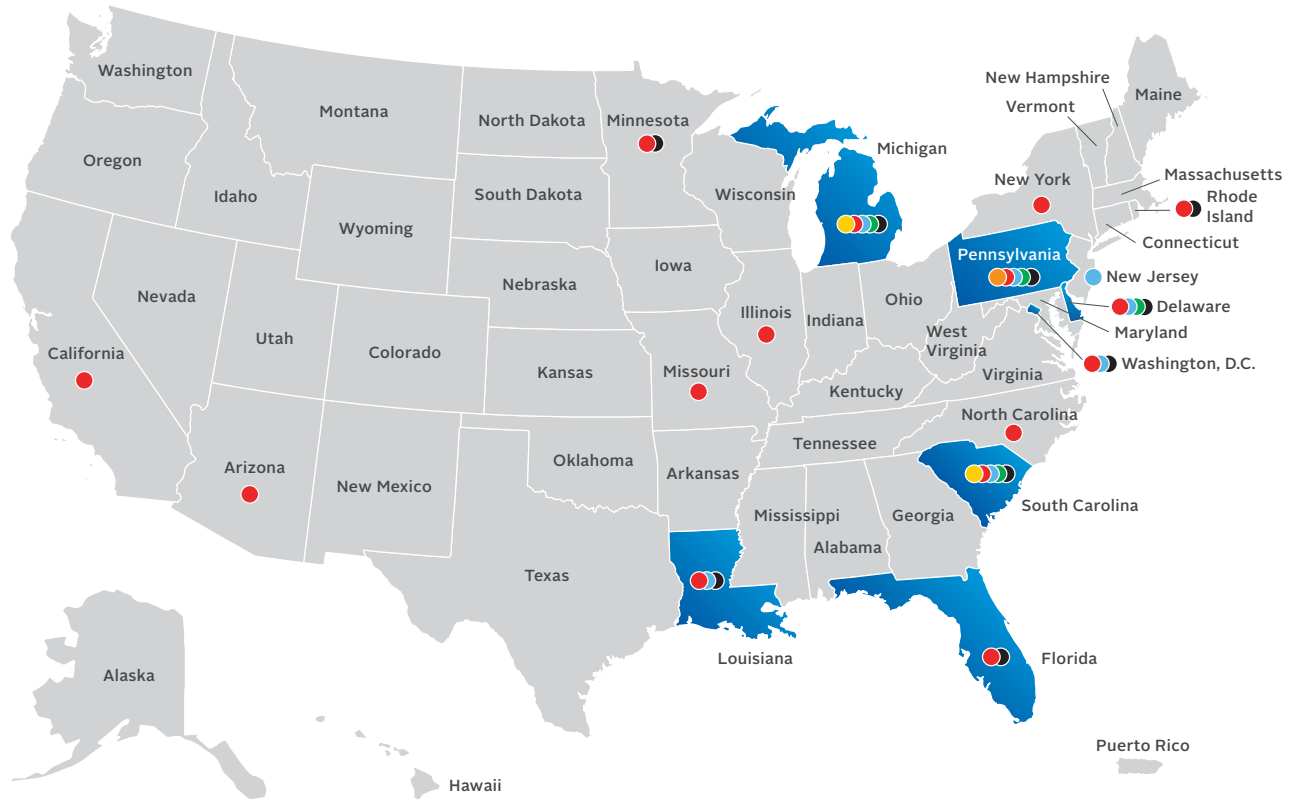 Washington
Montana
North Dakota
Minnesota
New Hampshire
Vermont
Maine
Oregon
Idaho
South Dakota
Wisconsin
Michigan
New York
Massachusetts
Rhode
Island
Connecticut
Wyoming
Nebraska
Iowa
Pennsylvania
New Jersey
Nevada
Utah
Colorado
Illinois
Indiana
Ohio
Delaware
Maryland
West
Virginia
Washington, D.C.
California
Kansas
Missouri
Kentucky
Virginia
North Carolina
Arizona
New Mexico
Oklahoma
Arkansas
Tennessee
South Carolina
Mississippi
Alabama
Georgia
Texas
Louisiana
Florida
Alaska
Hawaii
Puerto Rico